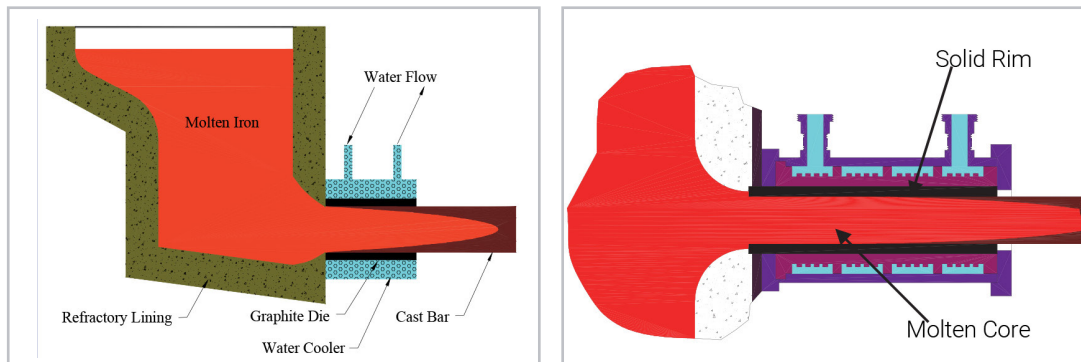 Water Flow
Molten Iron
Refractory Lining
Graphite Die
Cast Bar
Water Cooler
Solid Rim
Molten Core